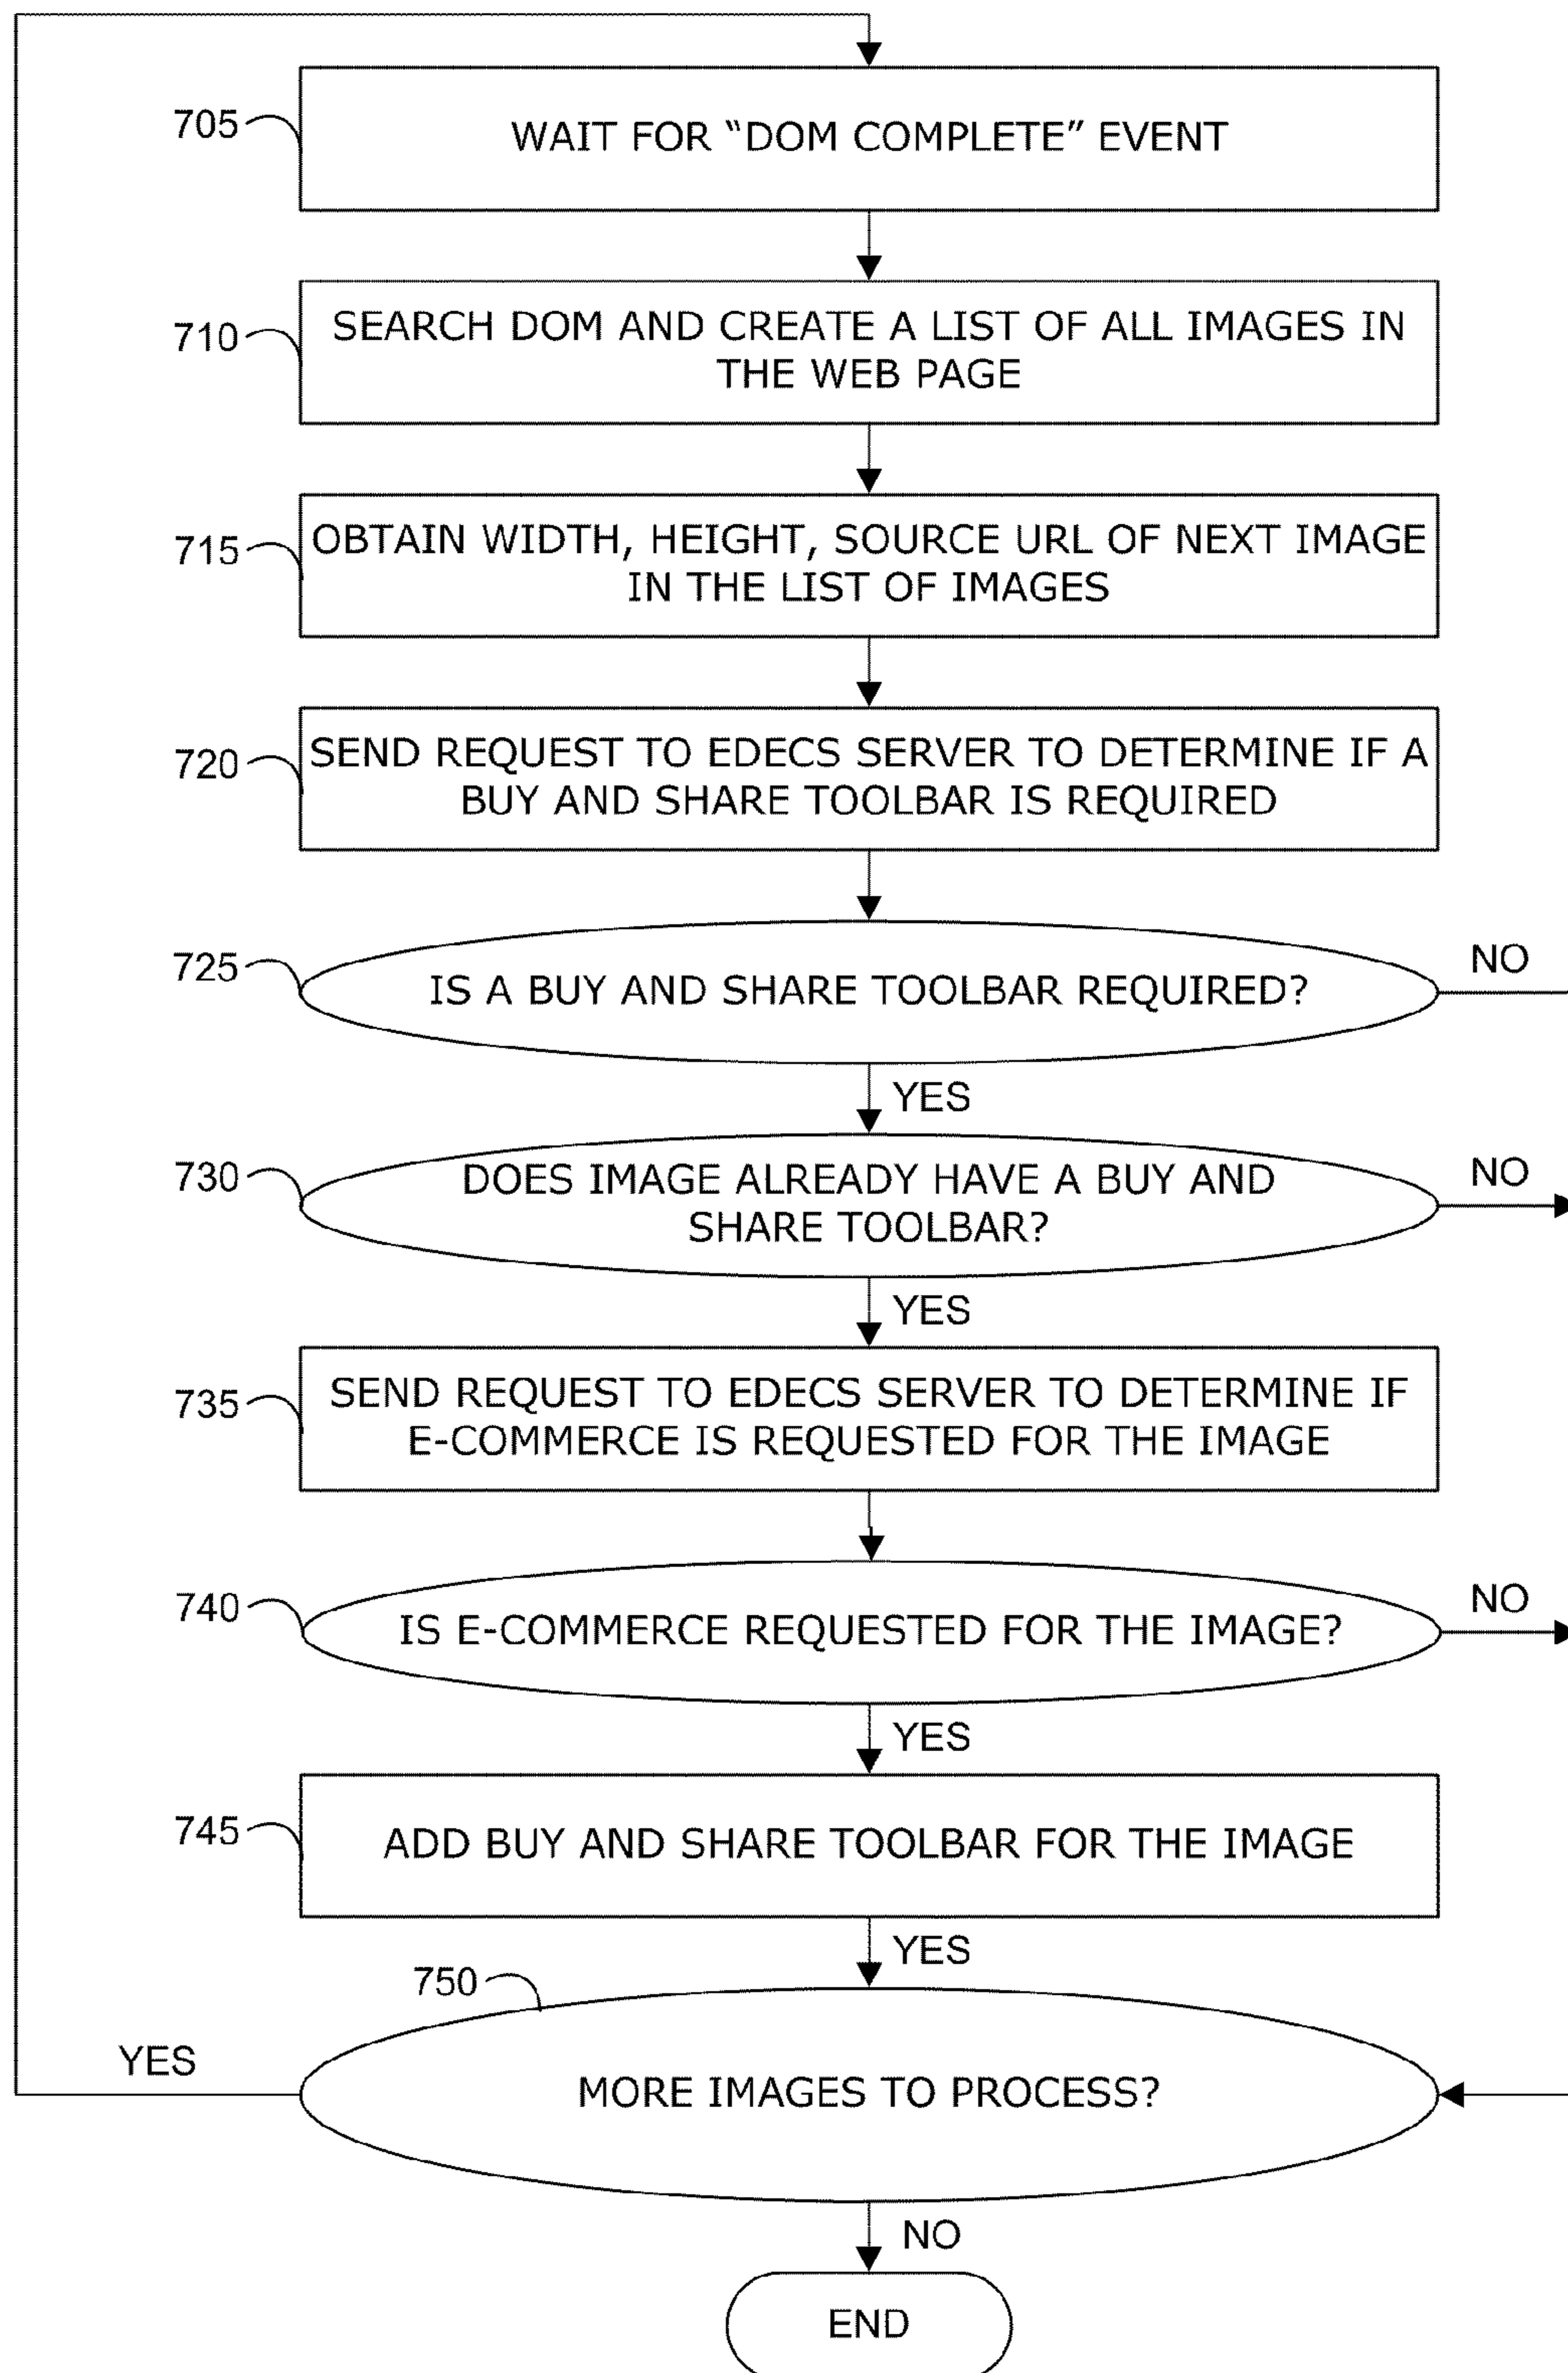 705
WAIT FOR “DOM COMPLETE” EVENT
710
SEARCH DOM AND CREATE A LIST OF ALL IMAGES IN
THE WEB PAGE
715
OBTAIN WIDTH, HEIGHT, SOURCE URL OF NEXT IMAGE
IN THE LIST OF IMAGES
720
SEND REQUEST TO EDECS SERVER TO DETERMINE IF A
BUY AND SHARE TOOLBAR IS REQUIRED
725
IS A BUY AND SHARE TOOLBAR REQUIRED?
NO
YES
730
DOES IMAGE ALREADY HAVE A BUY AND
SHARE TOOLBAR?
NO
YES
735
SEND REQUEST TO EDECS SERVER TO DETERMINE IF
E-COMMERCE IS REQUESTED FOR THE IMAGE
740
IS E-COMMERCE REQUESTED FOR THE IMAGE?
NO
YES
745
ADD BUY AND SHARE TOOLBAR FOR THE IMAGE
YES
750
MORE IMAGES TO PROCESS?
YES
NO
END